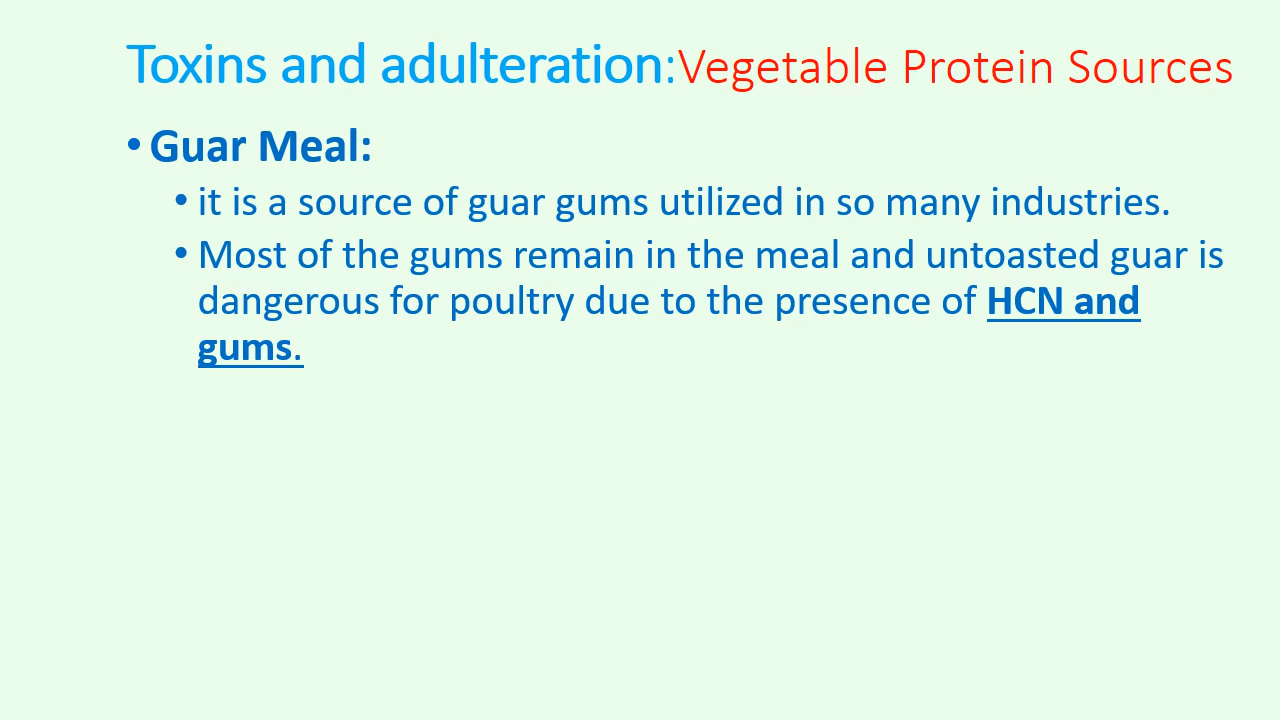 Toxins and adulteration:Vegetable Protein Sources
• Guar Meal:
• it is a source of guar gums utilized in so many industries.
• Most of the gums remain in the meal and untoasted guar is
dangerous for poultry due to the presence of HCN and
gums.